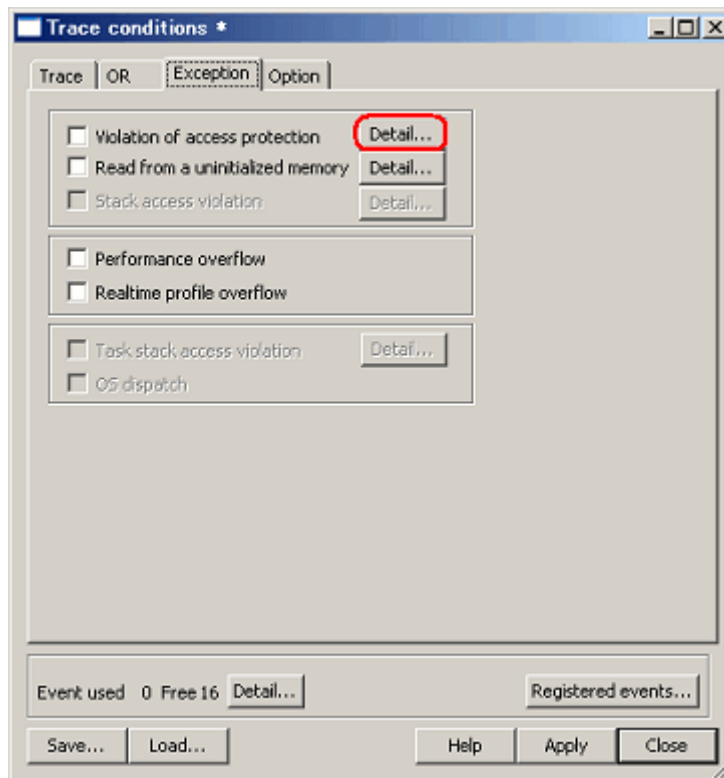 Trace conditions *
Trace OR Exception Option
Violation of access protection Detail...
Read from a uninitialized memory Detail...
Stack access violation Detail...
Performance overflow
Realtime profile overflow
Task stack access violation Detail...
OS dispatch
Event used 0 Free 16 Detail... Registered events...
Save... Load... Help Apply Close